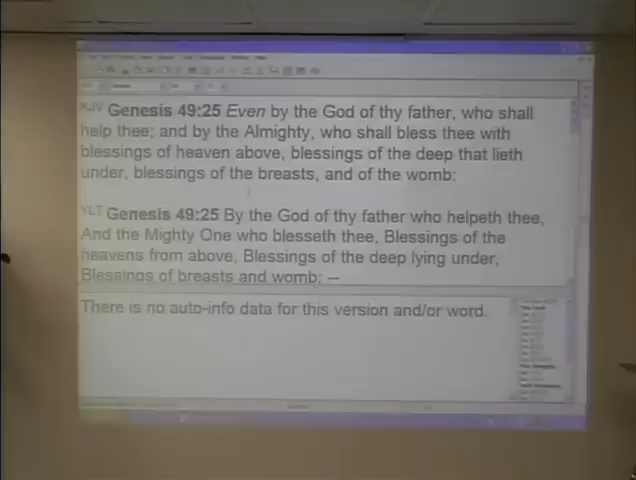 KJV Genesis 49:25 Even by the God of thy father, who shall
help thee; and by the Almighty, who shall bless thee with
blessings of heaven above, blessings of the deep that lieth
under, blessings of the breasts, and of the womb:
YLT Genesis 49:25 By the God of thy father who helpeth thee,
And the Mighty One who blesseth thee, Blessings of the
heavens from above, Blessings of the deep lying under,
Blessings of breasts and womb; —
There is no auto-info data for this version and/or word.